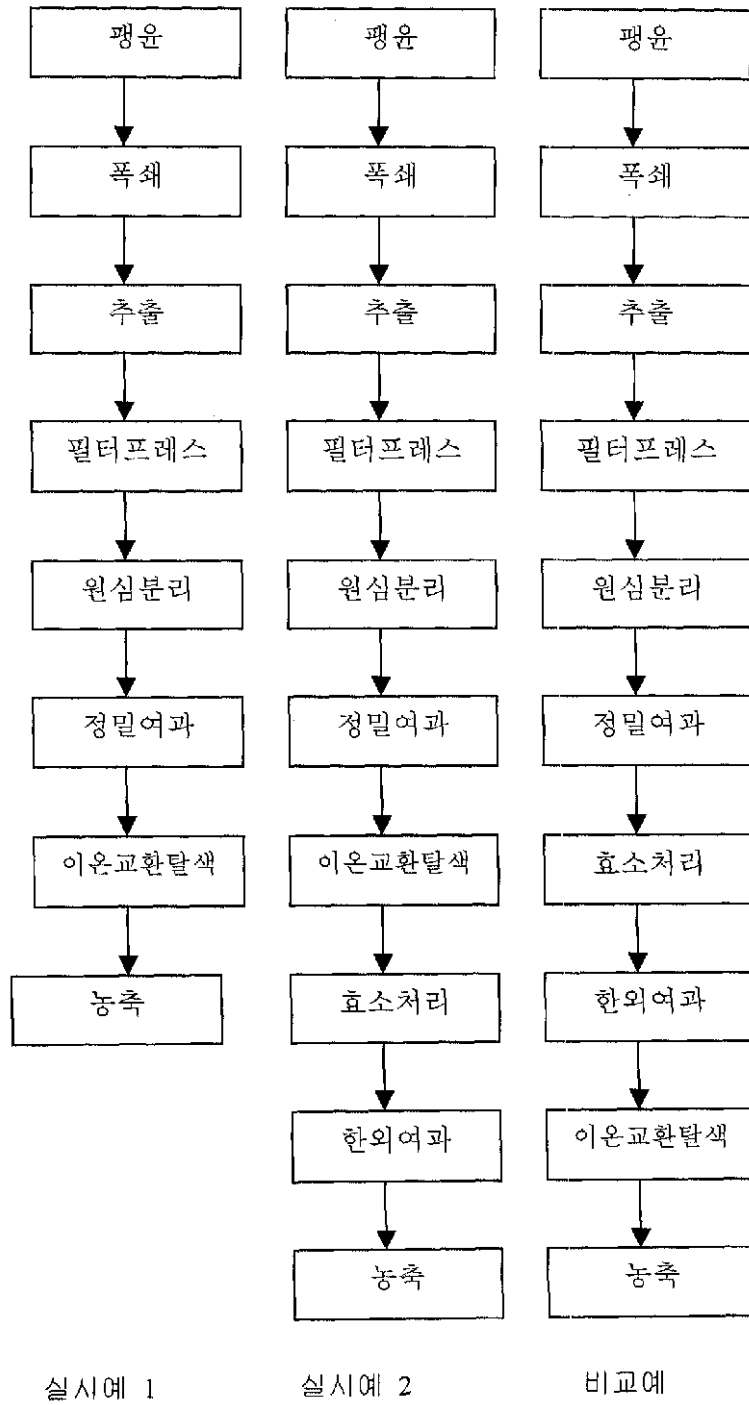 팽윤
폭쇄
추출
필터프레스
원심분리
정밀여과
이온교환탈색
농축
실시예 1
팽윤
폭쇄
추출
필터프레스
원심분리
정밀여과
이온교환탈색
효소처리
한외여과
농축
실시예 2
팽윤
폭쇄
추출
필터프레스
원심분리
정밀여과
효소처리
한외여과
이온교환탈색
농축
비교예